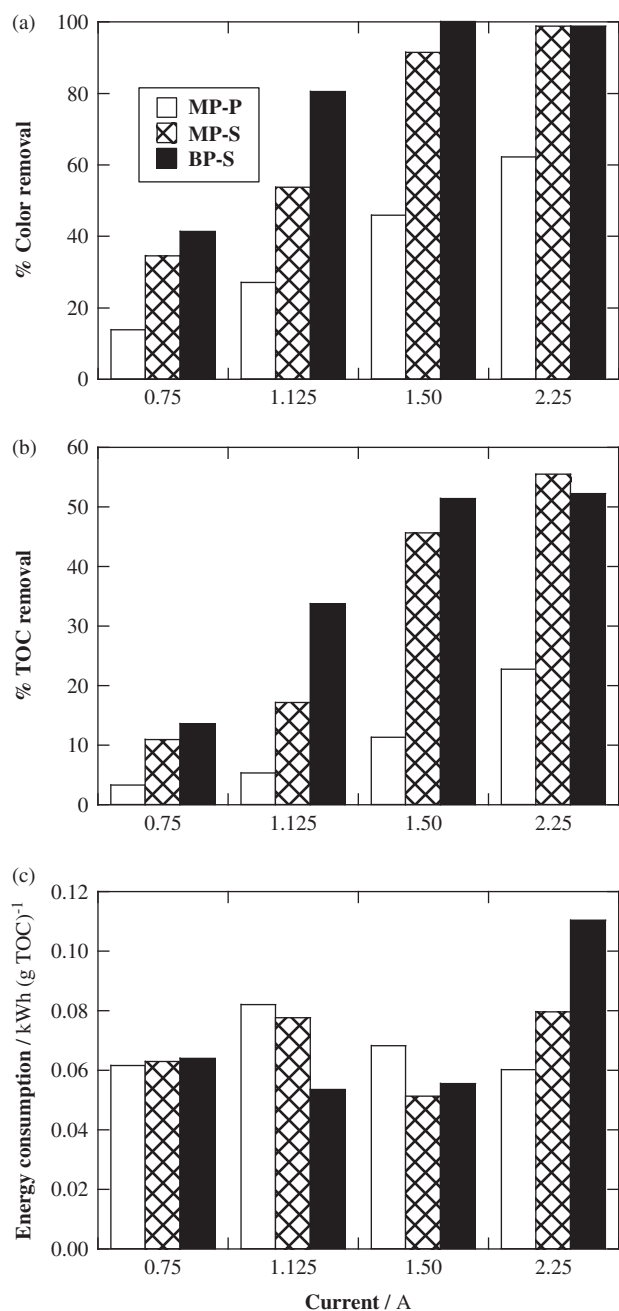 (a)
100
80
60
40
20
0
% Color removal
MP-P
MP-S
BP-S
0.75 1.125 1.50 2.25
(b)
60
50
40
30
20
10
0
% TOC removal
0.75 1.125 1.50 2.25
(c)
0.12
0.10
0.08
0.06
0.04
0.02
0.00
Energy consumption / kWh (g TOC)⁻¹
0.75 1.125 1.50 2.25
Current / A